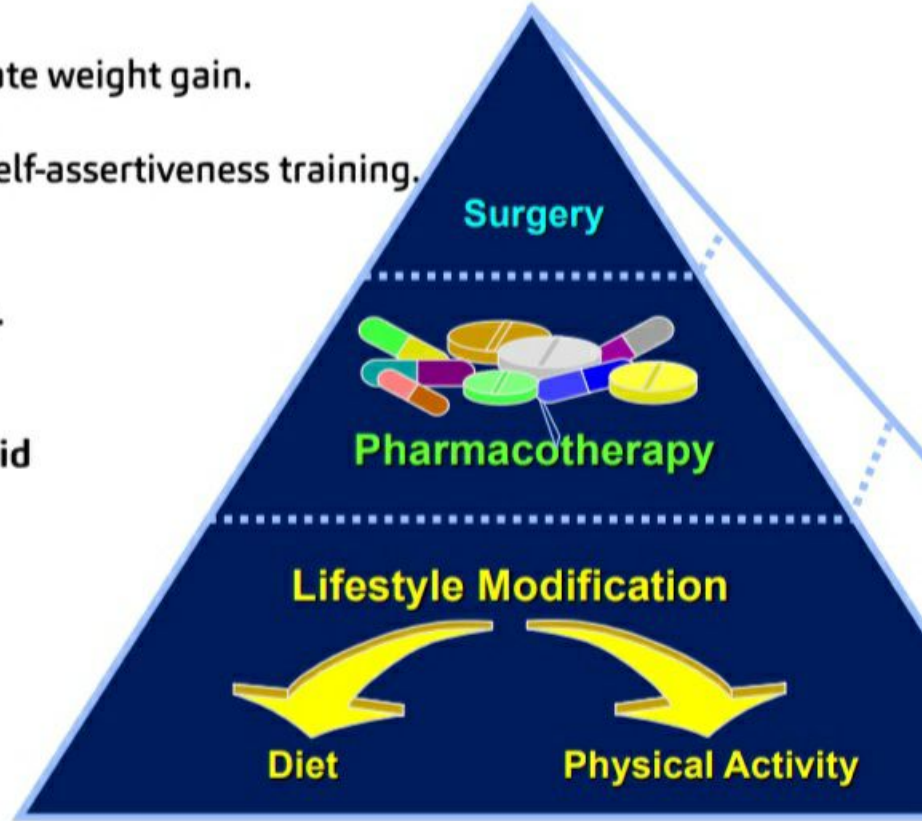 ate weight gain.
elf-assertiveness training.
Surgery
id
Pharmacotherapy
Lifestyle Modification
Diet
Physical Activity